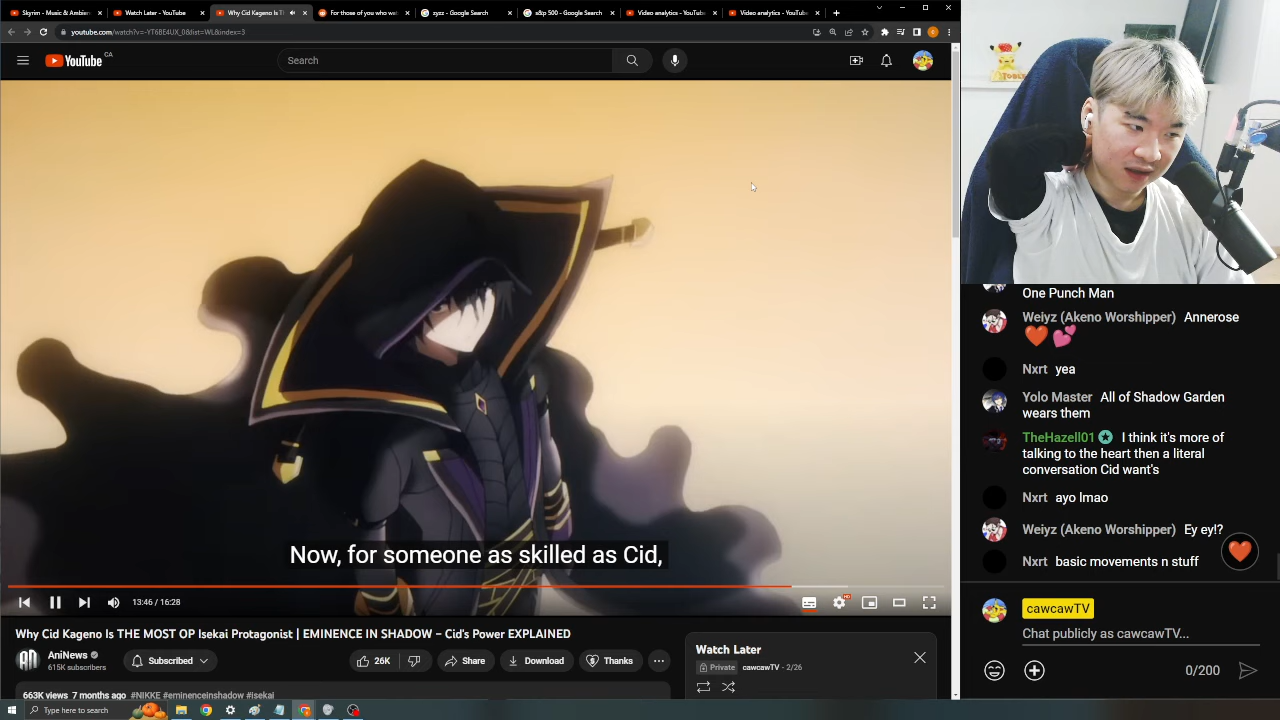 Skyrim - Music & Ambien
Watch Later - YouTube
Why Cid Kageno Is T
For those of you who wat
zyzz - Google Search
s&p 500 - Google Search
Video analytics - YouTube
Video analytics - YouTube
youtube.com/watch?v=-YT6BE4UX_0&list=WL&index=3
YouTube CA
Search
TOBLY
Now, for someone as skilled as Cid,
13:46 / 16:28
HD
Why Cid Kageno Is THE MOST OP Isekai Protagonist | EMINENCE IN SHADOW – Cid's Power EXPLAINED
AniNews
615K subscribers
Subscribed
26K
Share
Download
Thanks
663K views 7 months ago #NIKKE #eminenceinshadow #isekai
Watch Later
Private cawcawTV - 2/26
One Punch Man
Weiyz (Akeno Worshipper) Annerose
Nxrt yea
Yolo Master All of Shadow Garden
wears them
TheHazell01 I think it's more of
talking to the heart then a literal
conversation Cid want's
Nxrt ayo lmao
Weiyz (Akeno Worshipper) Ey ey!?
Nxrt basic movements n stuff
cawcawTV
Chat publicly as cawcawTV...
0/200
Type here to search